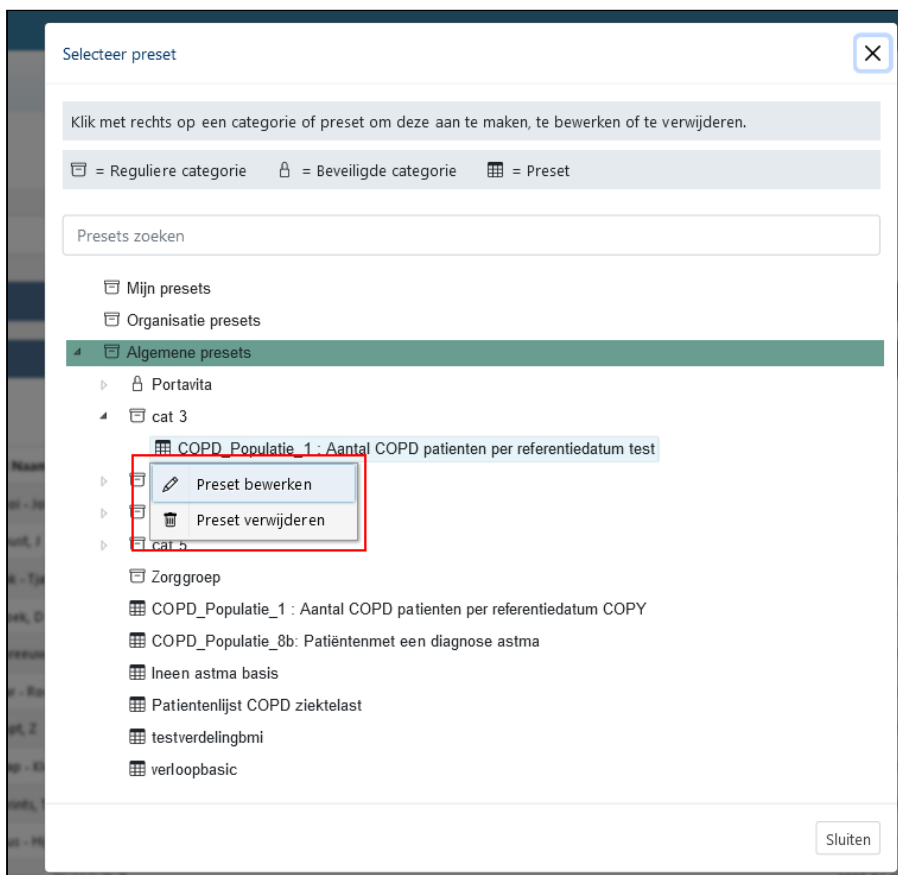 Selecteer preset
Klik met rechts op een categorie of preset om deze aan te maken, te bewerken of te verwijderen.
= Reguliere categorie = Beveiligde categorie = Preset
Presets zoeken
Mijn presets
Organisatie presets
Algemene presets
Portavita
cat 3
COPD_Populatie_1 : Aantal COPD patienten per referentiedatum test
Preset bewerken
Preset verwijderen
cat 5
Zorggroep
COPD_Populatie_1 : Aantal COPD patienten per referentiedatum COPY
COPD_Populatie_8b: Patiëntenmet een diagnose astma
Ineen astma basis
Patientenlijst COPD ziektelast
testverdelingbmi
verloopbasic
Sluiten